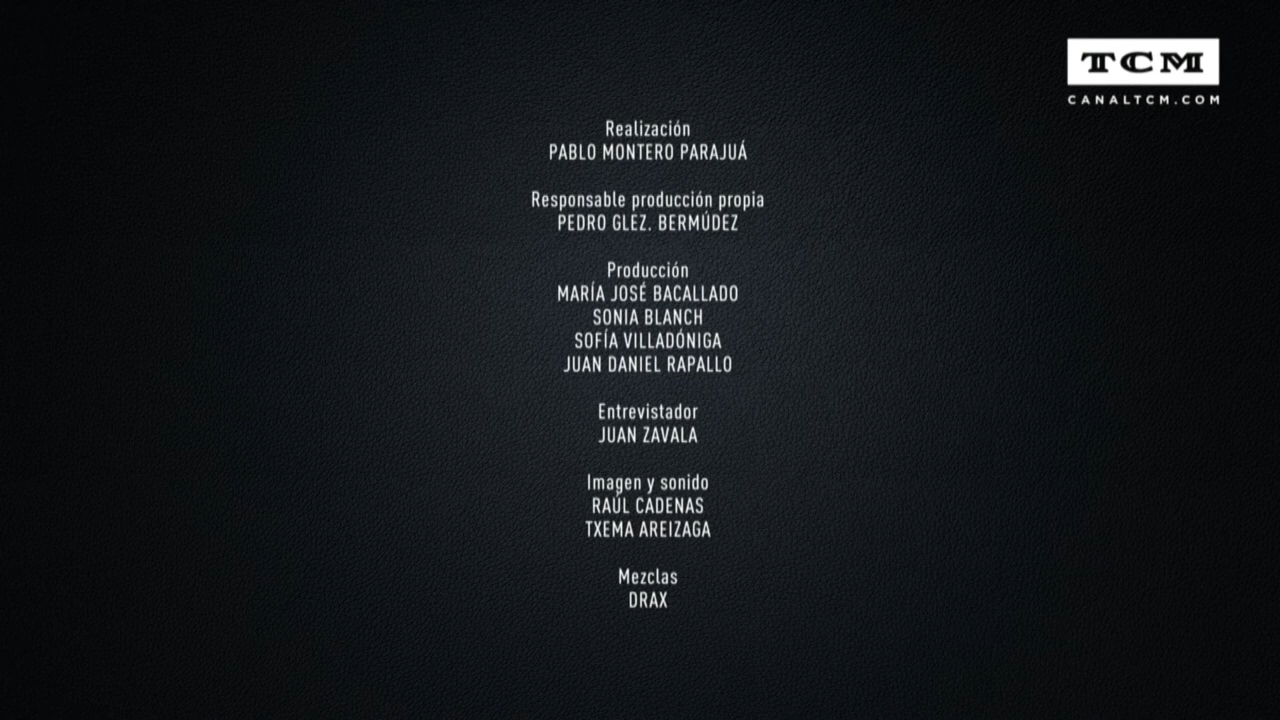 TCM
CANALTCM.COM
Realización
PABLO MONTERO PARAJUÁ
Responsable producción propia
PEDRO GLEZ. BERMÚDEZ
Producción
MARÍA JOSÉ BACALLADO
SONIA BLANCH
SOFÍA VILLADÓNIGA
JUAN DANIEL RAPALLO
Entrevistador
JUAN ZAVALA
Imagen y sonido
RAÚL CADENAS
TXEMA AREIZAGA
Mezclas
DRAX